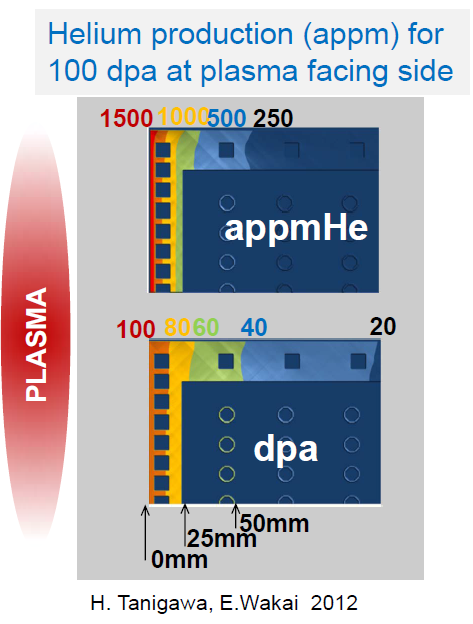 Helium production (appm) for
100 dpa at plasma facing side
1500 1000 500 250
appmHe
PLASMA
100 80 60 40 20
dpa
0mm 25mm 50mm
H. Tanigawa, E.Wakai 2012